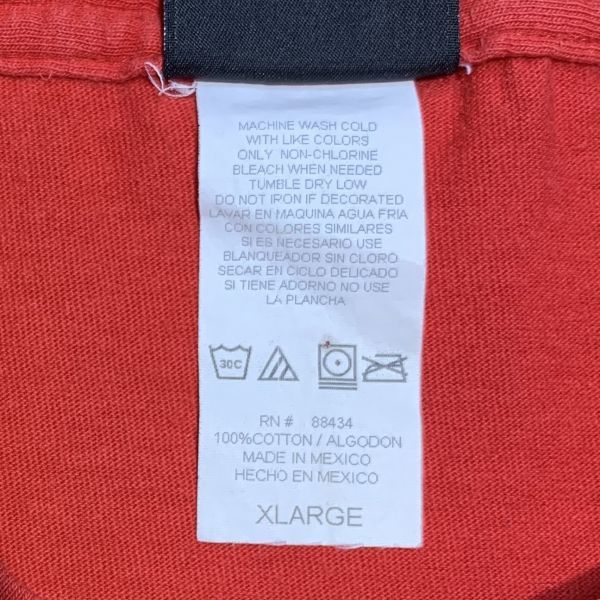 MACHINE WASH COLD
WITH LIKE COLORS
ONLY NON-CHLORINE
BLEACH WHEN NEEDED
TUMBLE DRY LOW
DO NOT IRON IF DECORATED
LAVAR EN MAQUINA AGUA FRIA
CON COLORES SIMILARES
SI ES NECESARIO USE
BLANQUEADOR SIN CLORO
SECAR EN CICLO DELICADO
SI TIENE ADORNO NO USE
LA PLANCHA
30C
RN # 88434
100%COTTON / ALGODON
MADE IN MEXICO
HECHO EN MEXICO
XLARGE